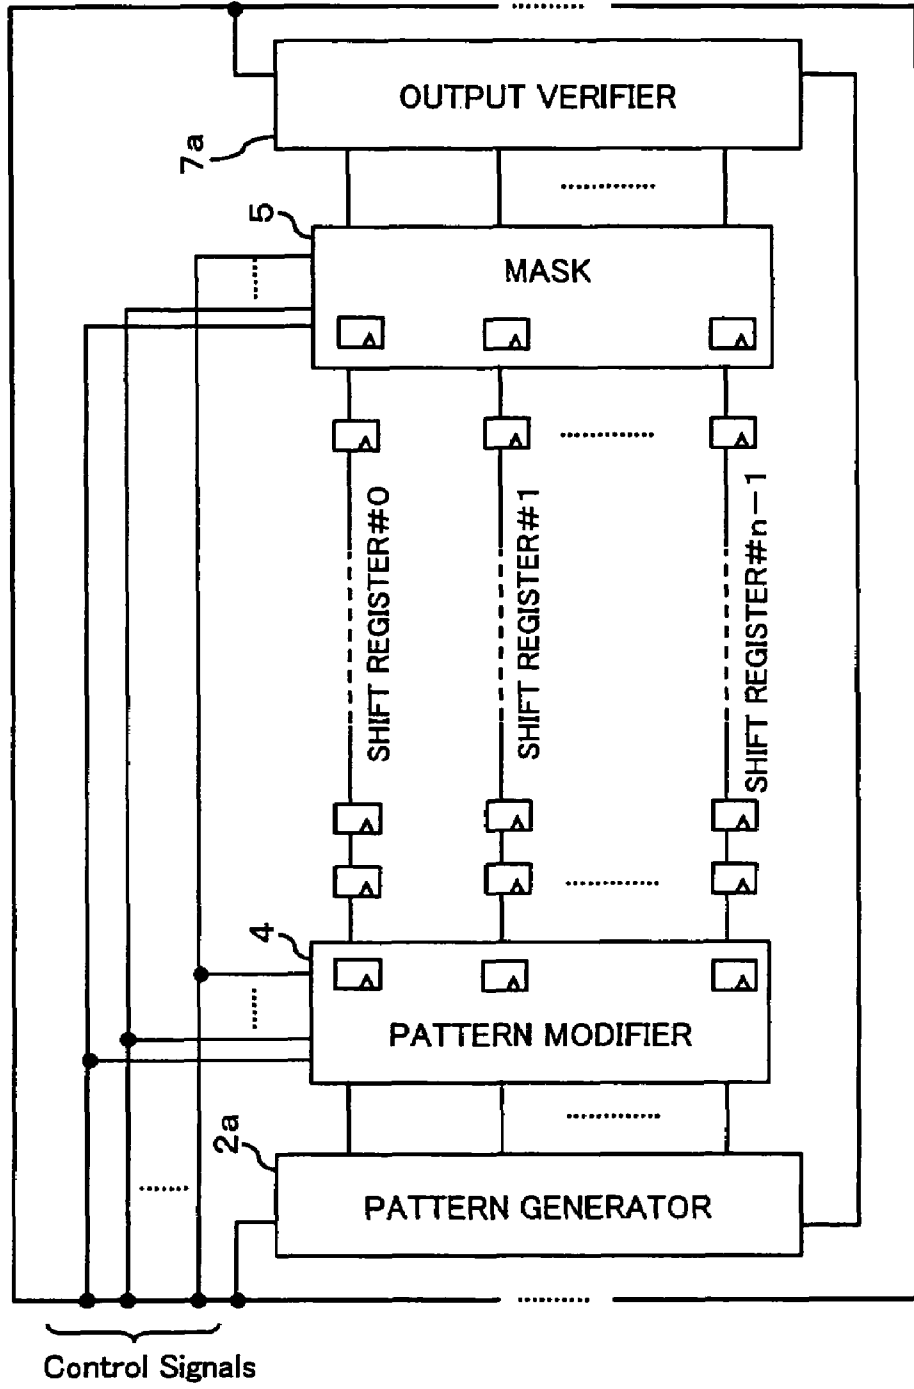 OUTPUT VERIFIER
7a
5
MASK
SHIFT REGISTER#0
SHIFT REGISTER#1
SHIFT REGISTER#n-1
4
PATTERN MODIFIER
2a
PATTERN GENERATOR
Control Signals